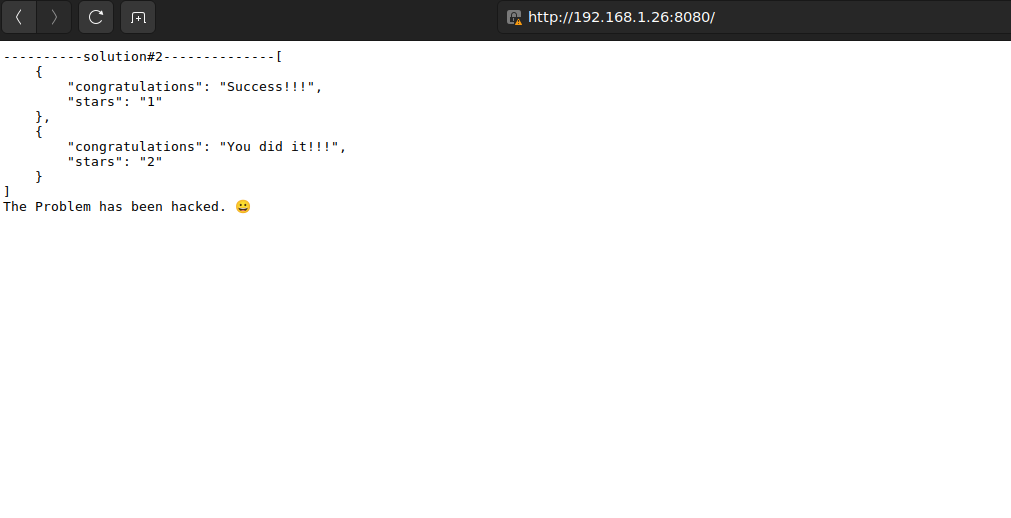 http://192.168.1.26:8080/
----------solution#2--------------[
    {
        "congratulations": "Success!!!",
        "stars": "1"
    },
    {
        "congratulations": "You did it!!!",
        "stars": "2"
    }
]
The Problem has been hacked. 😀